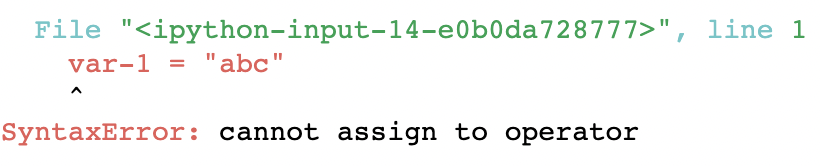 File "<ipython-input-14-e0b0da728777>", line 1
var-1 = "abc"
^
SyntaxError: cannot assign to operator